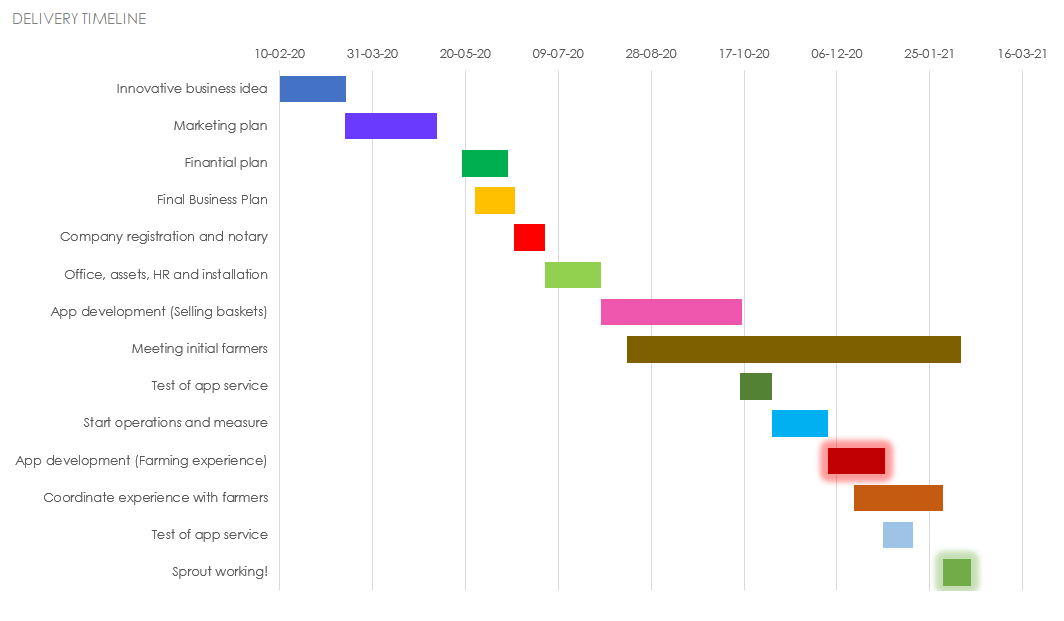 DELIVERY TIMELINE
10-02-20 31-03-20 20-05-20 09-07-20 28-08-20 17-10-20 06-12-20 25-01-21 16-03-21
Innovative business idea
Marketing plan
Finantial plan
Final Business Plan
Company registration and notary
Office, assets, HR and installation
App development (Selling baskets)
Meeting initial farmers
Test of app service
Start operations and measure
App development (Farming experience)
Coordinate experience with farmers
Test of app service
Sprout working!